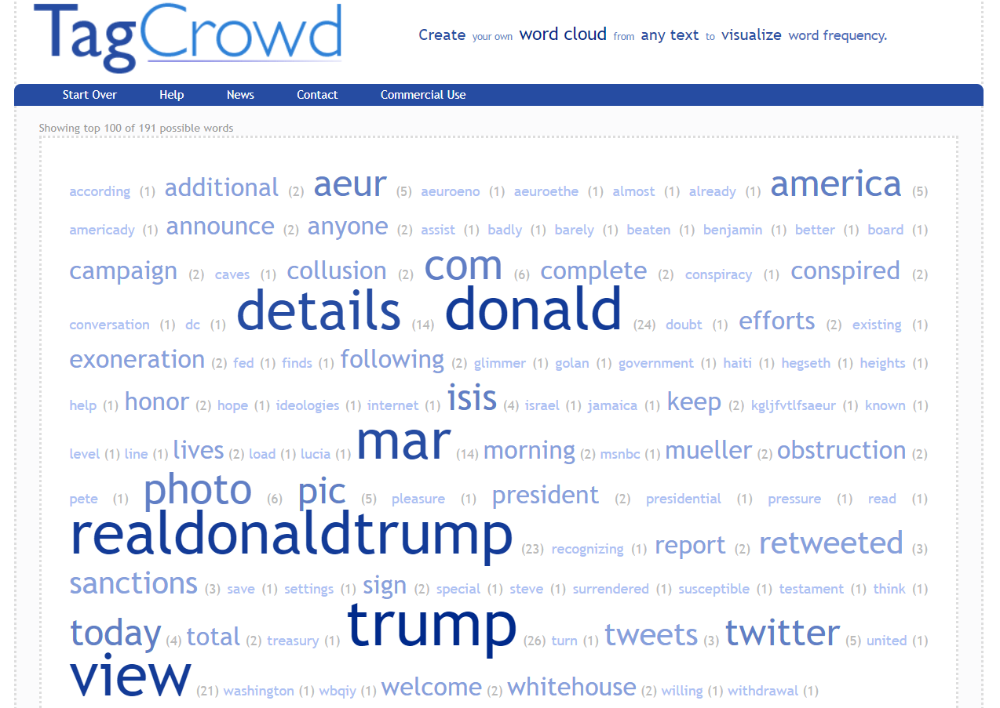 TagCrowd
Create your own word cloud from any text to visualize word frequency.
Start Over Help News Contact Commercial Use
Showing top 100 of 191 possible words
according (1) additional (2) aeur (5) aeuroeno (1) aeuroethe (1) almost (1) already (1) america (5)
americady (1) announce (2) anyone (2) assist (1) badly (1) barely (1) beaten (1) benjamin (1) better (1) board (1)
campaign (2) caves (1) collusion (2) com (6) complete (2) conspiracy (1) conspired (2)
conversation (1) dc (1) details (14) donald (24) doubt (1) efforts (2) existing (1)
exoneration (2) fed (1) finds (1) following (2) glimmer (1) golan (1) government (1) haiti (1) hegseth (1) heights (1)
help (1) honor (2) hope (1) ideologies (1) internet (1) isis (4) israel (1) jamaica (1) keep (2) kgljfvtlfsaeur (1) known (1)
level (1) line (1) lives (2) load (1) lucia (1) mar (14) morning (2) msnbc (1) mueller (2) obstruction (2)
pete (1) photo (6) pic (5) pleasure (1) president (2) presidential (1) pressure (1) read (1)
realdonaldtrump (23) recognizing (1) report (2) retweeted (3)
sanctions (3) save (1) settings (1) sign (2) special (1) steve (1) surrendered (1) susceptible (1) testament (1) think (1)
today (4) total (2) treasury (1) trump (26) turn (1) tweets (3) twitter (5) united (1)
view (21) washington (1) wbqiy (1) welcome (2) whitehouse (2) willing (1) withdrawal (1)